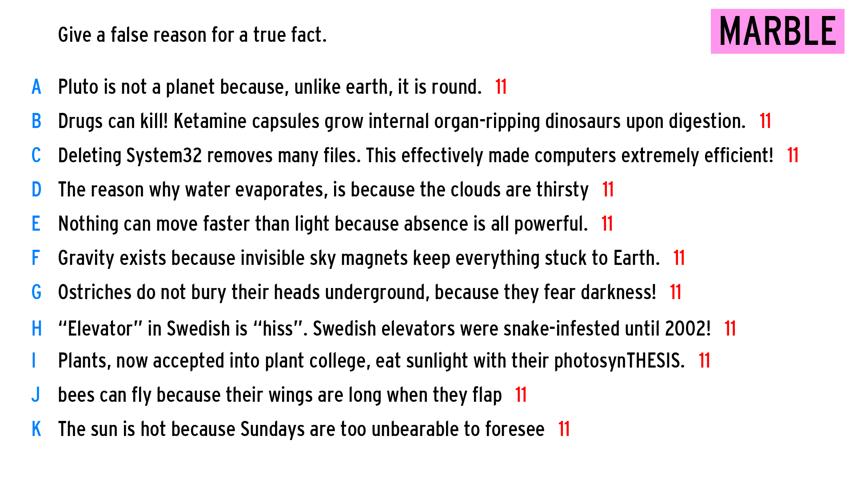 Give a false reason for a true fact.
MARBLE
A Pluto is not a planet because, unlike earth, it is round. 11
B Drugs can kill! Ketamine capsules grow internal organ-ripping dinosaurs upon digestion. 11
C Deleting System32 removes many files. This effectively made computers extremely efficient! 11
D The reason why water evaporates, is because the clouds are thirsty 11
E Nothing can move faster than light because absence is all powerful. 11
F Gravity exists because invisible sky magnets keep everything stuck to Earth. 11
G Ostriches do not bury their heads underground, because they fear darkness! 11
H “Elevator” in Swedish is “hiss”. Swedish elevators were snake-infested until 2002! 11
I Plants, now accepted into plant college, eat sunlight with their photosynTHESIS. 11
J bees can fly because their wings are long when they flap 11
K The sun is hot because Sundays are too unbearable to foresee 11